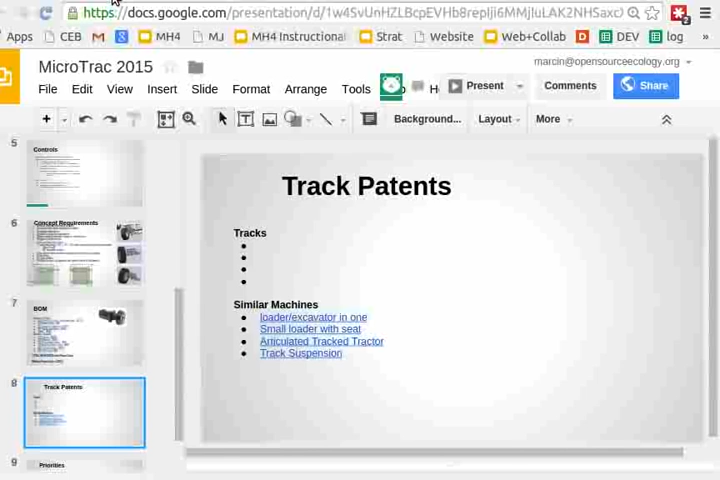 https://docs.google.com/presentation/d/1w4SvUnHZLBcpEVHb8repIji6MMjIuLAK2NHSaxc
Apps CEB MH4 MJ MH4 Instructional Strat Website Web+Collab DEV log
2
MicroTrac 2015
marcin@opensourceecology.org
File Edit View Insert Slide Format Arrange Tools
Present Comments Share
Background... Layout More
5
Controls
6
Concept Requirements
7
BOM
8
Track Patents
9
Priorities
Track Patents
Tracks
Similar Machines
loader/excavator in one
Small loader with seat
Articulated Tracked Tractor
Track Suspension